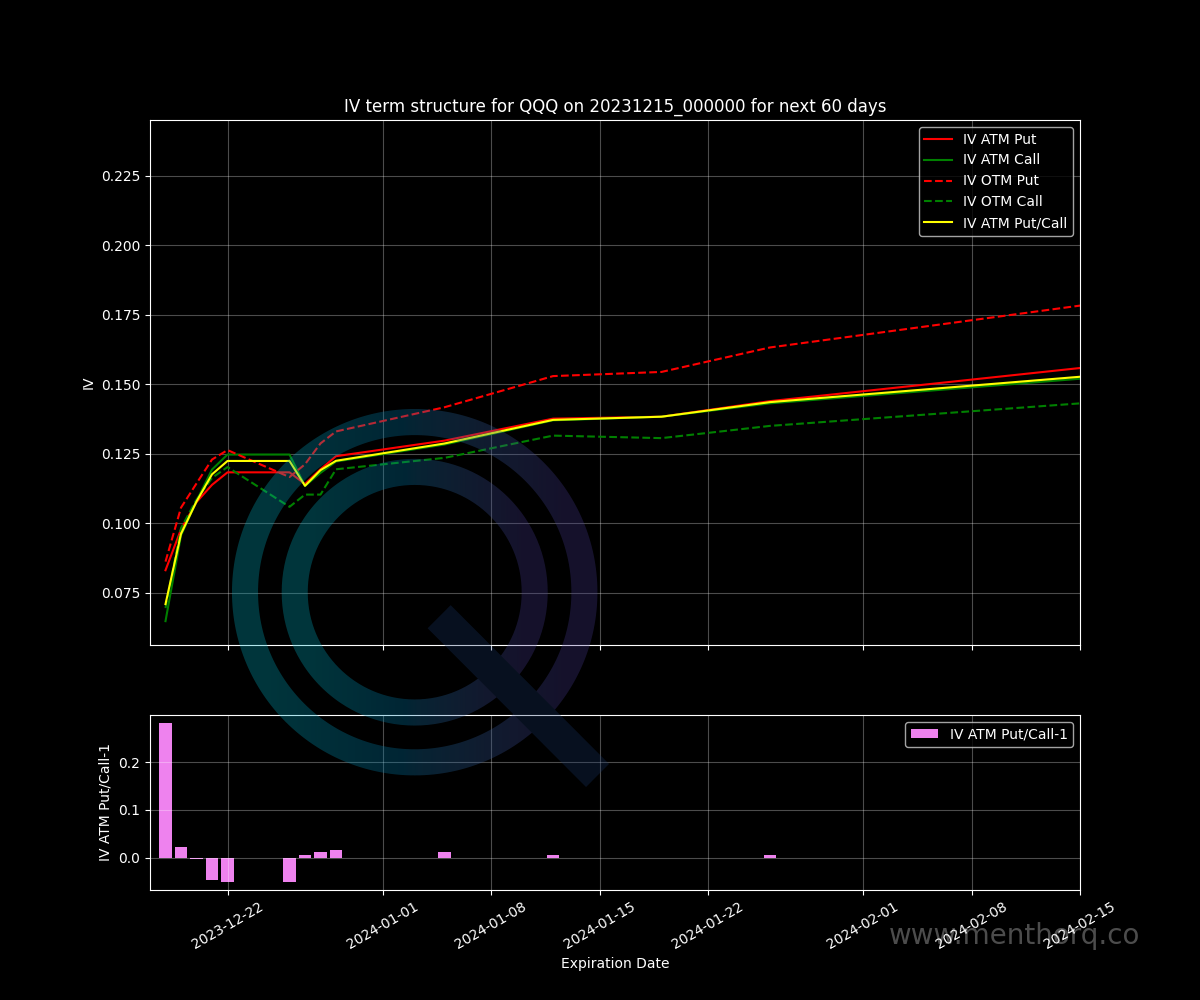 IV term structure for QQQ on 20231215_000000 for next 60 days
IV ATM Put
IV ATM Call
IV OTM Put
IV OTM Call
IV ATM Put/Call
0.225
0.200
0.175
0.150
0.125
0.100
0.075
IV
IV ATM Put/Call-1
0.2
0.1
0.0
IV ATM Put/Call-1
2023-12-22
2024-01-01
2024-01-08
2024-01-15
2024-01-22
2024-02-01
2024-02-08
2024-02-15
www.menthorq.co
Expiration Date